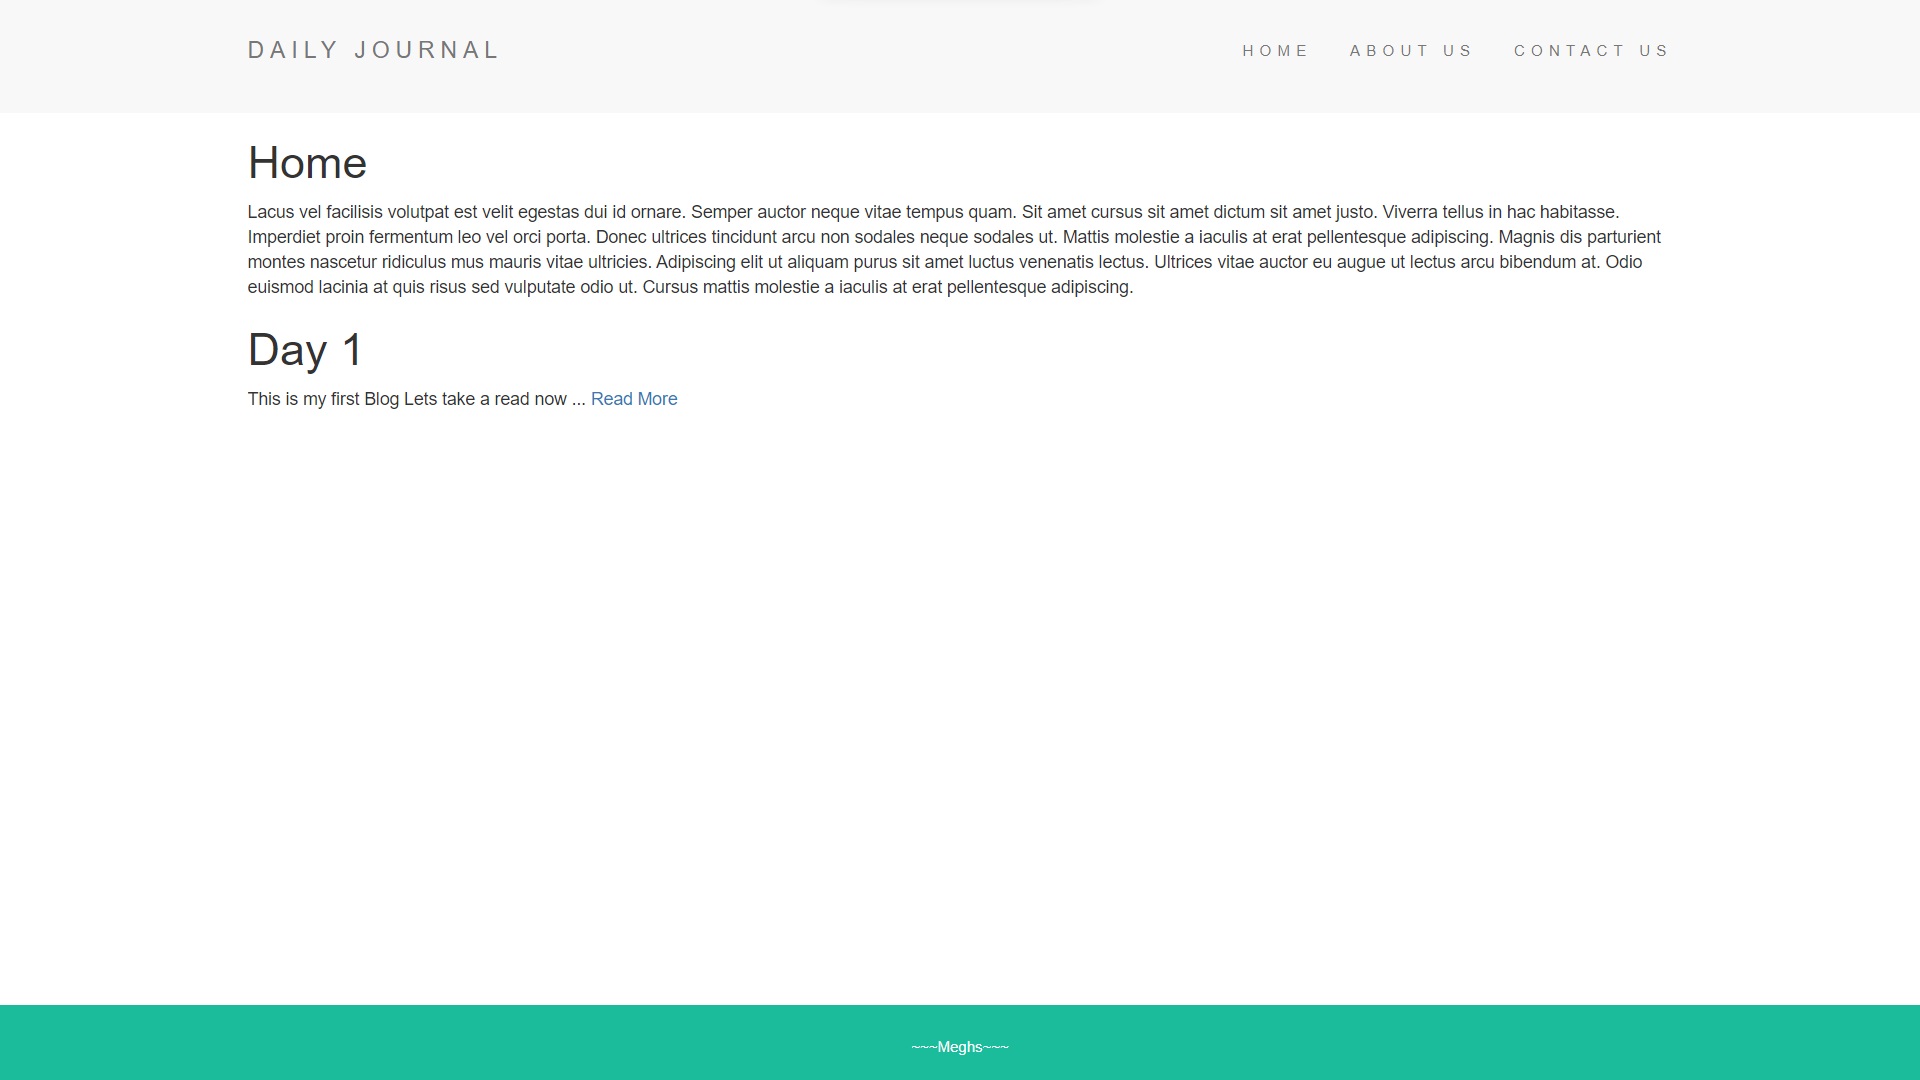 DAILY JOURNAL
HOME ABOUT US CONTACT US
Home
Lacus vel facilisis volutpat est velit egestas dui id ornare. Semper auctor neque vitae tempus quam. Sit amet cursus sit amet dictum sit amet justo. Viverra tellus in hac habitasse.
Imperdiet proin fermentum leo vel orci porta. Donec ultrices tincidunt arcu non sodales neque sodales ut. Mattis molestie a iaculis at erat pellentesque adipiscing. Magnis dis parturient
montes nascetur ridiculus mus mauris vitae ultricies. Adipiscing elit ut aliquam purus sit amet luctus venenatis lectus. Ultrices vitae auctor eu augue ut lectus arcu bibendum at. Odio
euismod lacinia at quis risus sed vulputate odio ut. Cursus mattis molestie a iaculis at erat pellentesque adipiscing.
Day 1
This is my first Blog Lets take a read now ... Read More
~~~Meghs~~~